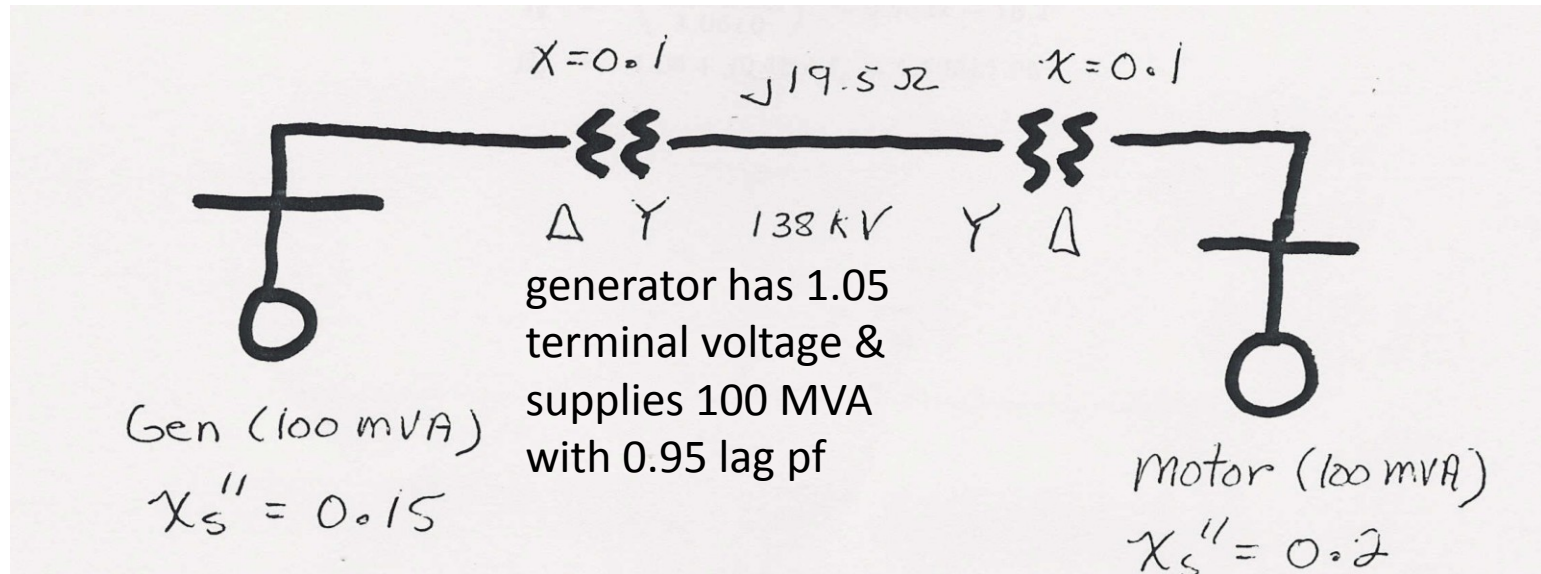 X=0.1
j19.5Ω
X=0.1
Δ Y 138 kV Y Δ
generator has 1.05
terminal voltage &
supplies 100 MVA
with 0.95 lag pf
Gen (100 mVA)
Xs" = 0.15
Motor (100 mVA)
Xs" = 0.2